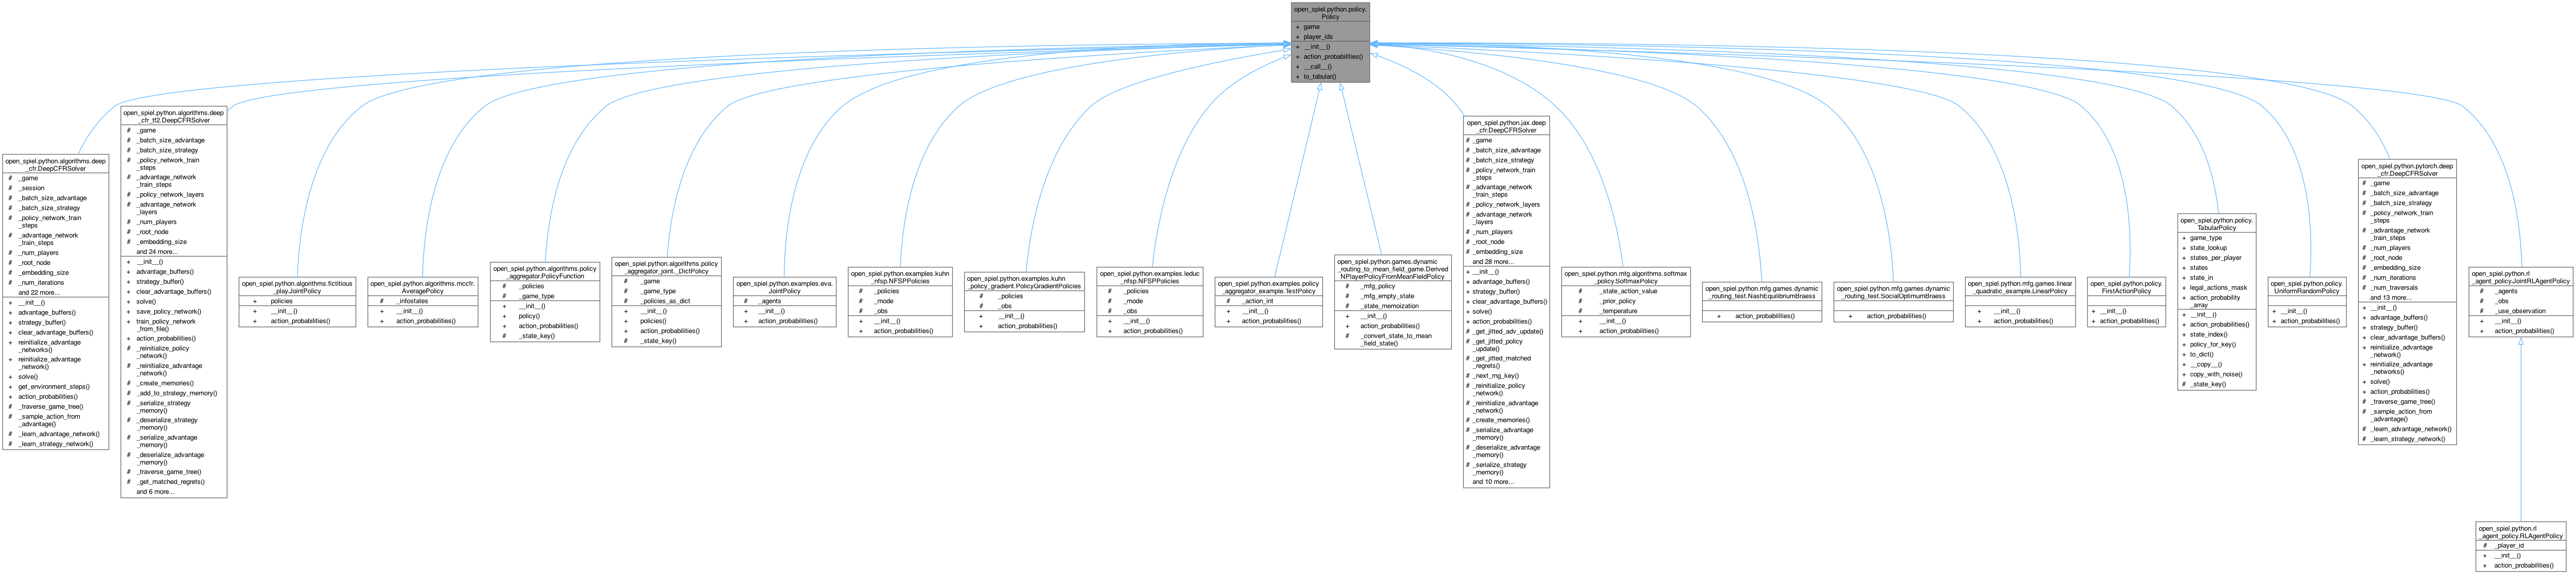 open_spiel.python.policy.
Policy
+ game
+ player_ids
+ __init__()
+ action_probabilities()
+ __call__()
+ to_tabular()
open_spiel.python.algorithms.deep
_cfr.DeepCFRSolver
# _game
# _session
# _batch_size_advantage
# _batch_size_strategy
# _policy_network_train
_steps
# _advantage_network
_train_steps
# _num_players
# _root_node
# _embedding_size
# _num_iterations
and 22 more...
+ __init__()
+ advantage_buffers()
+ strategy_buffer()
+ clear_advantage_buffers()
+ reinitialize_advantage
_networks()
+ reinitialize_advantage
_network()
+ solve()
+ get_environment_steps()
+ action_probabilities()
# _traverse_game_tree()
# _sample_action_from
_advantage()
# _learn_advantage_network()
# _learn_strategy_network()
open_spiel.python.algorithms.deep
_cfr_tf2.DeepCFRSolver
# _game
# _batch_size_advantage
# _batch_size_strategy
# _policy_network_train
_steps
# _advantage_network
_train_steps
# _policy_network_layers
# _advantage_network
_layers
# _num_players
# _root_node
# _embedding_size
and 24 more...
+ __init__()
+ advantage_buffers()
+ strategy_buffer()
+ clear_advantage_buffers()
+ solve()
+ save_policy_network()
+ train_policy_network
_from_file()
+ action_probabilities()
# _reinitialize_policy
_network()
# _reinitialize_advantage
_network()
# _create_memories()
# _add_to_strategy_memory()
# _serialize_strategy
_memory()
# _deserialize_strategy
_memory()
# _serialize_advantage
_memory()
# _deserialize_advantage
_memory()
# _traverse_game_tree()
# _get_matched_regrets()
and 6 more...
open_spiel.python.algorithms.fictitious
_play.JointPolicy
+ policies
+ __init__()
+ action_probabilities()
open_spiel.python.algorithms.mccfr.
AveragePolicy
# _infostates
+ __init__()
+ action_probabilities()
open_spiel.python.algorithms.policy
_aggregator.PolicyFunction
# _policies
# _game_type
+ __init__()
+ policy()
+ action_probabilities()
# _state_key()
open_spiel.python.algorithms.policy
_aggregator_joint._DictPolicy
# _game
# _game_type
# _policies_as_dict
+ __init__()
+ policies()
+ action_probabilities()
# _state_key()
open_spiel.python.examples.eva.
JointPolicy
# _agents
+ __init__()
+ action_probabilities()
open_spiel.python.examples.kuhn
_nfsp.NFSPPolicies
# _policies
# _mode
# _obs
+ __init__()
+ action_probabilities()
open_spiel.python.examples.kuhn
_policy_gradient.PolicyGradientPolicies
# _policies
# _obs
+ __init__()
+ action_probabilities()
open_spiel.python.examples.leduc
_nfsp.NFSPPolicies
# _policies
# _mode
# _obs
+ __init__()
+ action_probabilities()
open_spiel.python.examples.policy
_aggregator_example.TestPolicy
# _action_int
+ __init__()
+ action_probabilities()
open_spiel.python.games.dynamic
_routing_to_mean_field_game.Derived
NPlayerPolicyFromMeanFieldPolicy
# _mfg_policy
# _mfg_empty_state
# _state_memoization
+ __init__()
+ action_probabilities()
# _convert_state_to_mean
_field_state()
open_spiel.python.jax.deep
_cfr.DeepCFRSolver
# _game
# _batch_size_advantage
# _batch_size_strategy
# _policy_network_train
_steps
# _advantage_network
_train_steps
# _policy_network_layers
# _advantage_network
_layers
# _num_players
# _root_node
# _embedding_size
and 28 more...
+ __init__()
+ advantage_buffers()
+ strategy_buffer()
+ clear_advantage_buffers()
+ solve()
+ action_probabilities()
# _get_jitted_adv_update()
# _get_jitted_policy
_update()
# _get_jitted_matched
_regrets()
# _next_rng_key()
# _reinitialize_policy
_network()
# _reinitialize_advantage
_network()
# _create_memories()
# _serialize_advantage
_memory()
# _deserialize_advantage
_memory()
# _serialize_strategy
_memory()
and 10 more...
open_spiel.python.mfg.algorithms.softmax
_policy.SoftmaxPolicy
# _state_action_value
# _prior_policy
# _temperature
+ __init__()
+ action_probabilities()
open_spiel.python.mfg.games.dynamic
_routing_test.NashEquilibriumBraess
+ action_probabilities()
open_spiel.python.mfg.games.dynamic
_routing_test.SocialOptimumBraess
+ action_probabilities()
open_spiel.python.mfg.games.linear
_quadratic_example.LinearPolicy
+ __init__()
+ action_probabilities()
open_spiel.python.policy.
FirstActionPolicy
+ __init__()
+ action_probabilities()
open_spiel.python.policy.
TabularPolicy
+ game_type
+ state_lookup
+ states_per_player
+ states
+ state_in
+ legal_actions_mask
+ action_probability
_array
+ __init__()
+ action_probabilities()
+ state_index()
+ policy_for_key()
+ to_dict()
+ __copy__()
+ copy_with_noise()
# _state_key()
open_spiel.python.policy.
UniformRandomPolicy
+ __init__()
+ action_probabilities()
open_spiel.python.pytorch.deep
_cfr.DeepCFRSolver
# _game
# _batch_size_advantage
# _batch_size_strategy
# _policy_network_train
_steps
# _advantage_network
_train_steps
# _num_players
# _root_node
# _embedding_size
# _num_iterations
# _num_traversals
and 13 more...
+ __init__()
+ advantage_buffers()
+ strategy_buffer()
+ clear_advantage_buffers()
+ reinitialize_advantage
_network()
+ reinitialize_advantage
_networks()
+ solve()
+ action_probabilities()
# _traverse_game_tree()
# _sample_action_from
_advantage()
# _learn_advantage_network()
# _learn_strategy_network()
open_spiel.python.rl
_agent_policy.JointRLAgentPolicy
# _agents
# _obs
# _use_observation
+ __init__()
+ action_probabilities()
open_spiel.python.rl
_agent_policy.RLAgentPolicy
# _player_id
+ __init__()
+ action_probabilities()